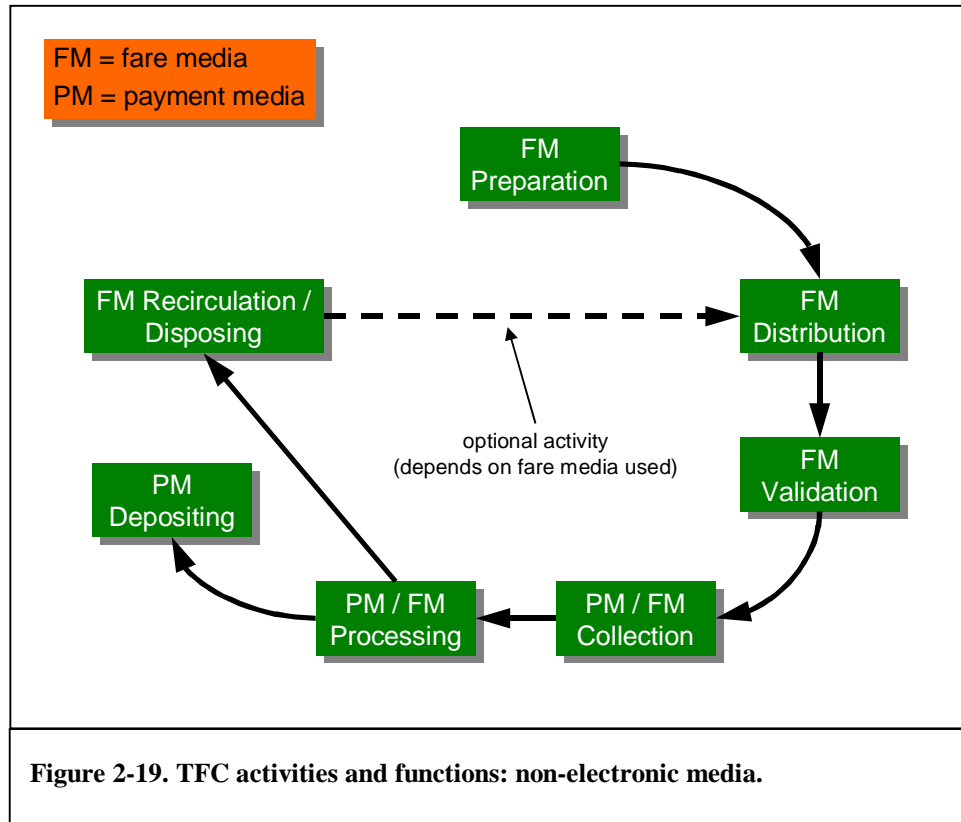 FM = fare media
PM = payment media
FM
Preparation
FM Recirculation /
Disposing
FM
Distribution
optional activity
(depends on fare media used)
FM
Validation
PM
Depositing
PM / FM
Processing
PM / FM
Collection
Figure 2-19. TFC activities and functions: non-electronic media.